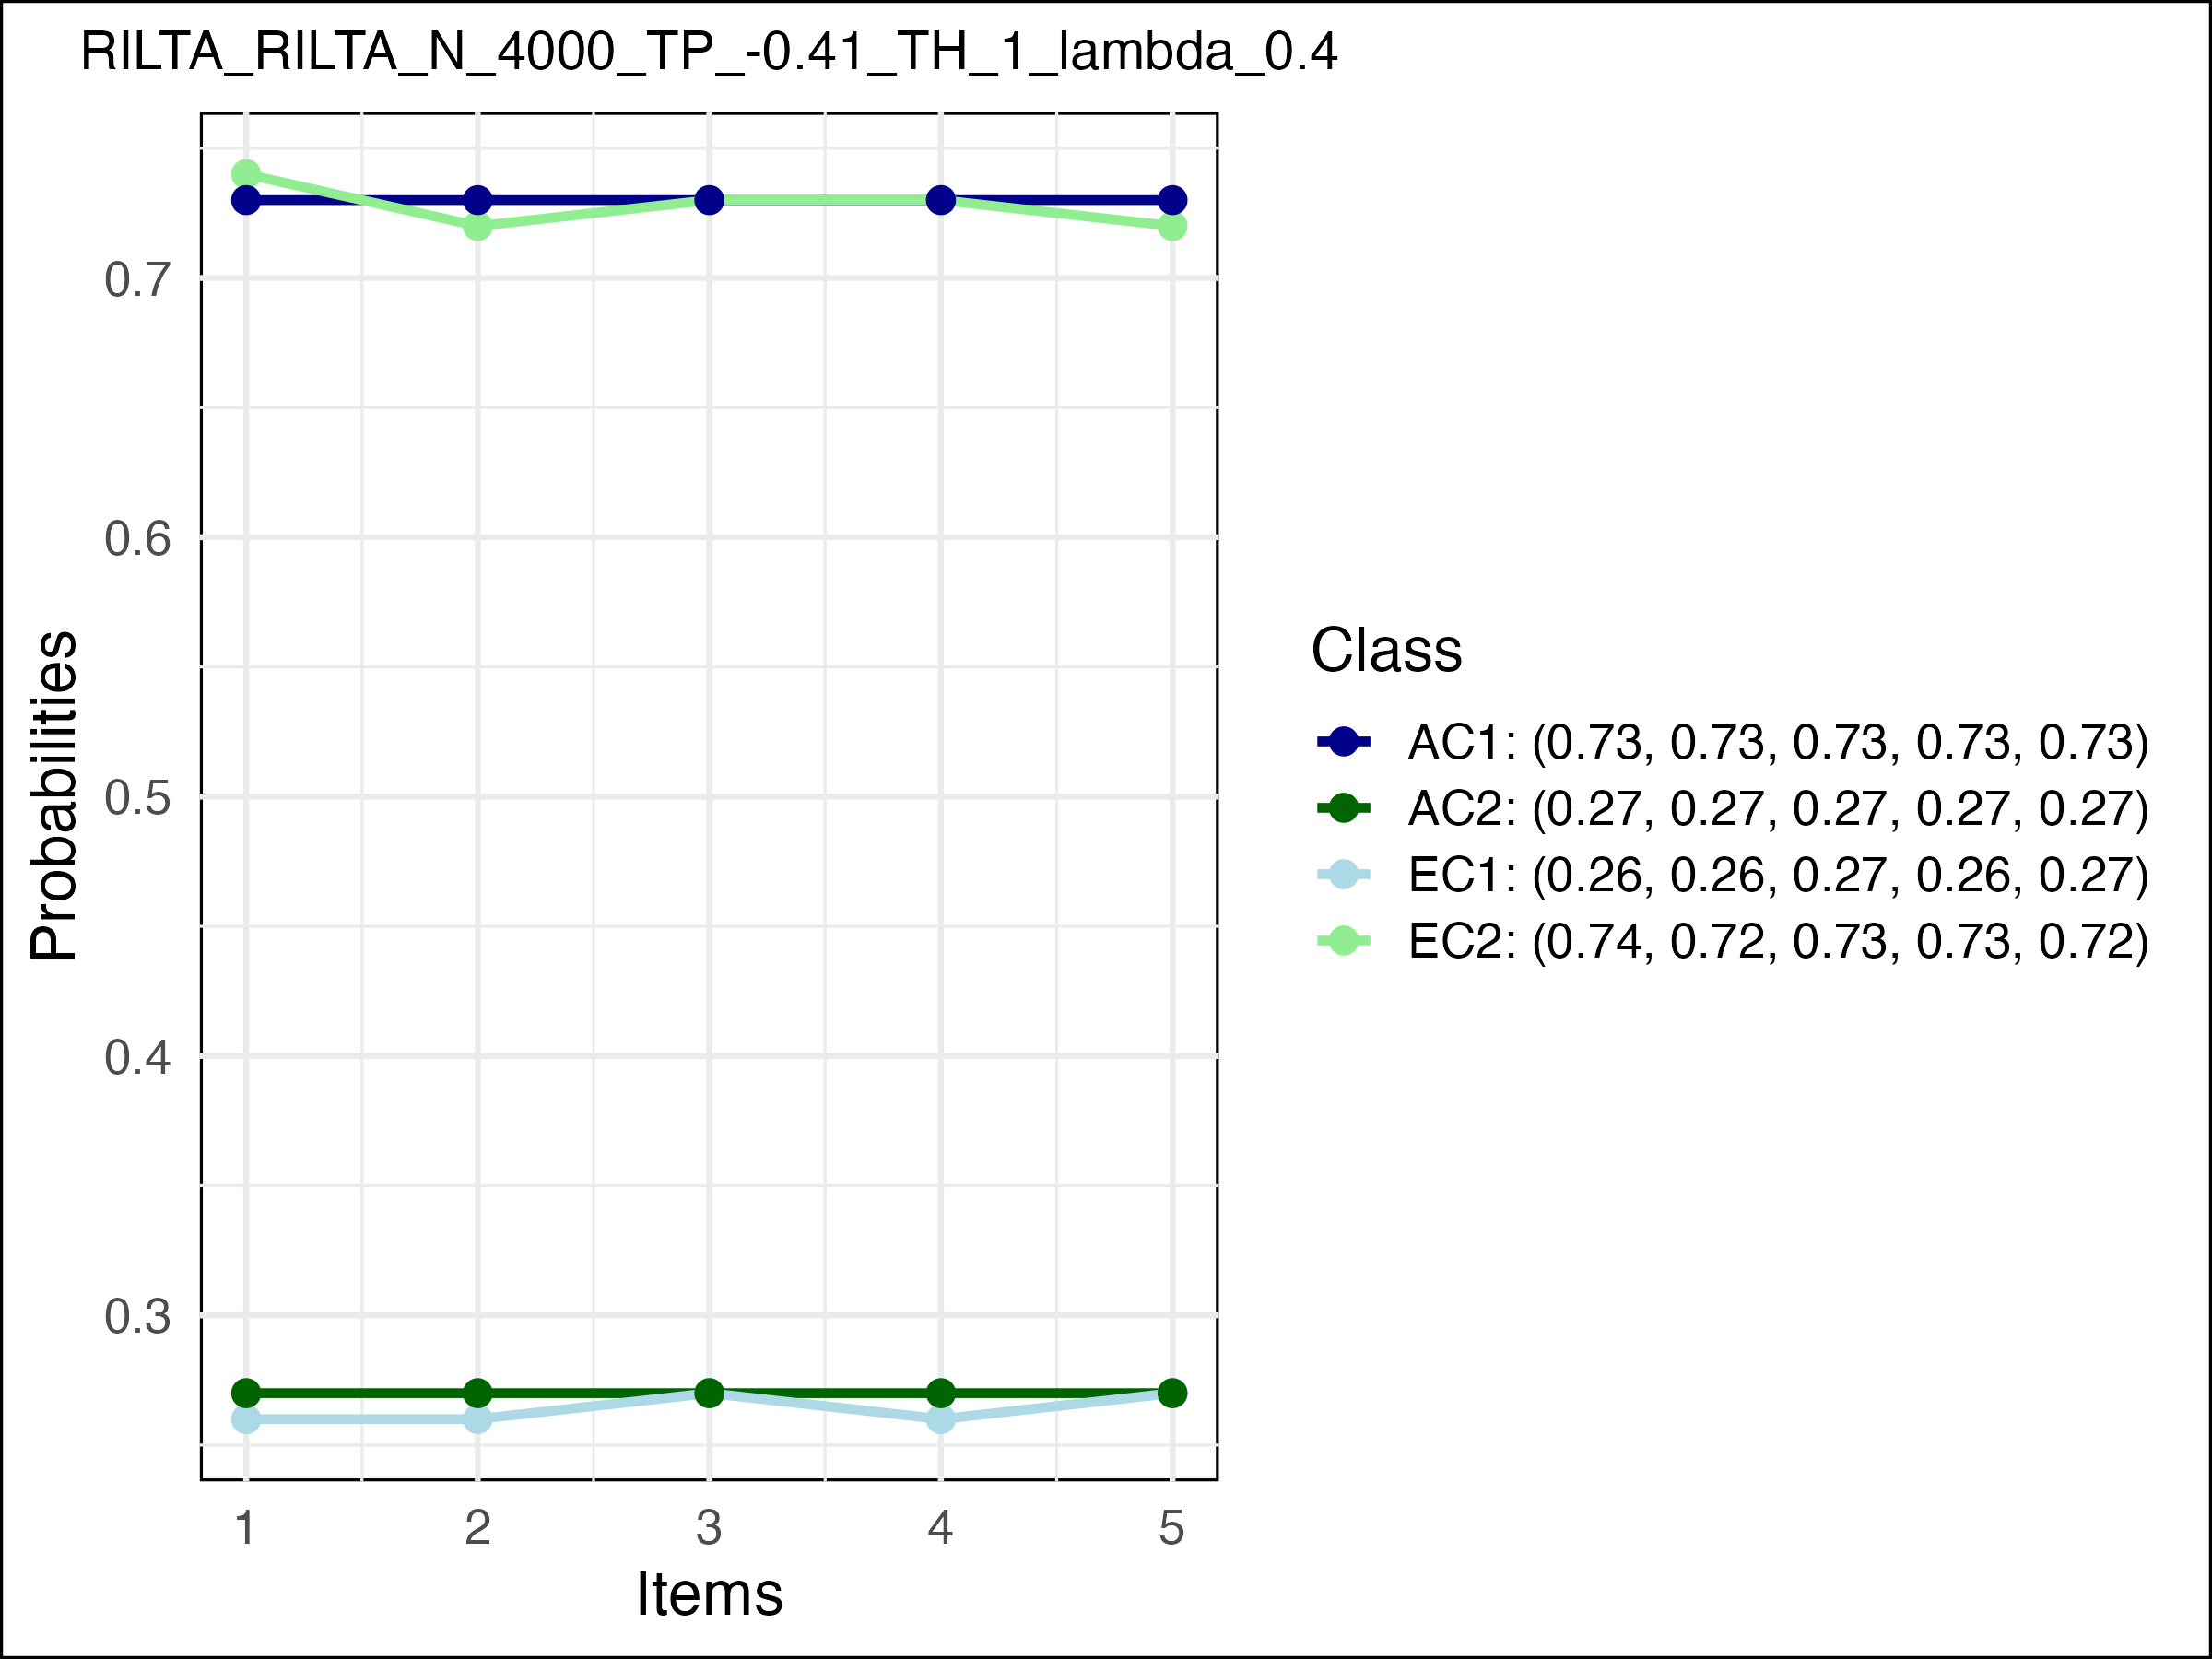 RILTA_RILTA_N_4000_TP_-0.41_TH_1_lambda_0.4
0.7
0.6
0.5
0.4
0.3
Probabilities
1 2 3 4 5
Items
Class
AC1: (0.73, 0.73, 0.73, 0.73, 0.73)
AC2: (0.27, 0.27, 0.27, 0.27, 0.27)
EC1: (0.26, 0.26, 0.27, 0.26, 0.27)
EC2: (0.74, 0.72, 0.73, 0.73, 0.72)